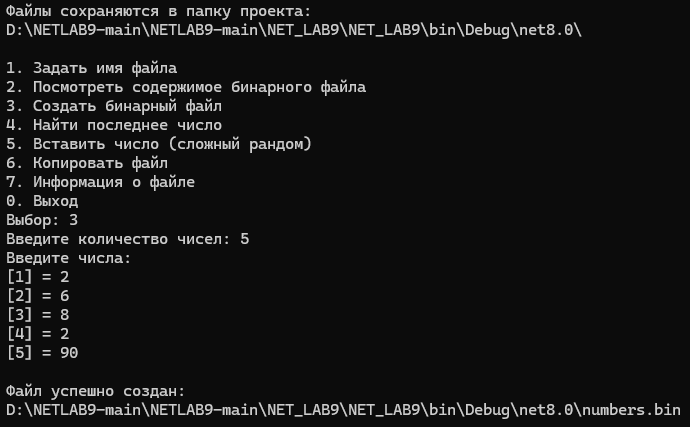 Файлы сохраняются в папку проекта:
D:\NETLAB9-main\NETLAB9-main\NET_LAB9\NET_LAB9\bin\Debug\net8.0\
1. Задать имя файла
2. Посмотреть содержимое бинарного файла
3. Создать бинарный файл
4. Найти последнее число
5. Вставить число (сложный рандом)
6. Копировать файл
7. Информация о файле
0. Выход
Выбор: 3
Введите количество чисел: 5
Введите числа:
[1] = 2
[2] = 6
[3] = 8
[4] = 2
[5] = 90
Файл успешно создан:
D:\NETLAB9-main\NETLAB9-main\NET_LAB9\NET_LAB9\bin\Debug\net8.0\numbers.bin